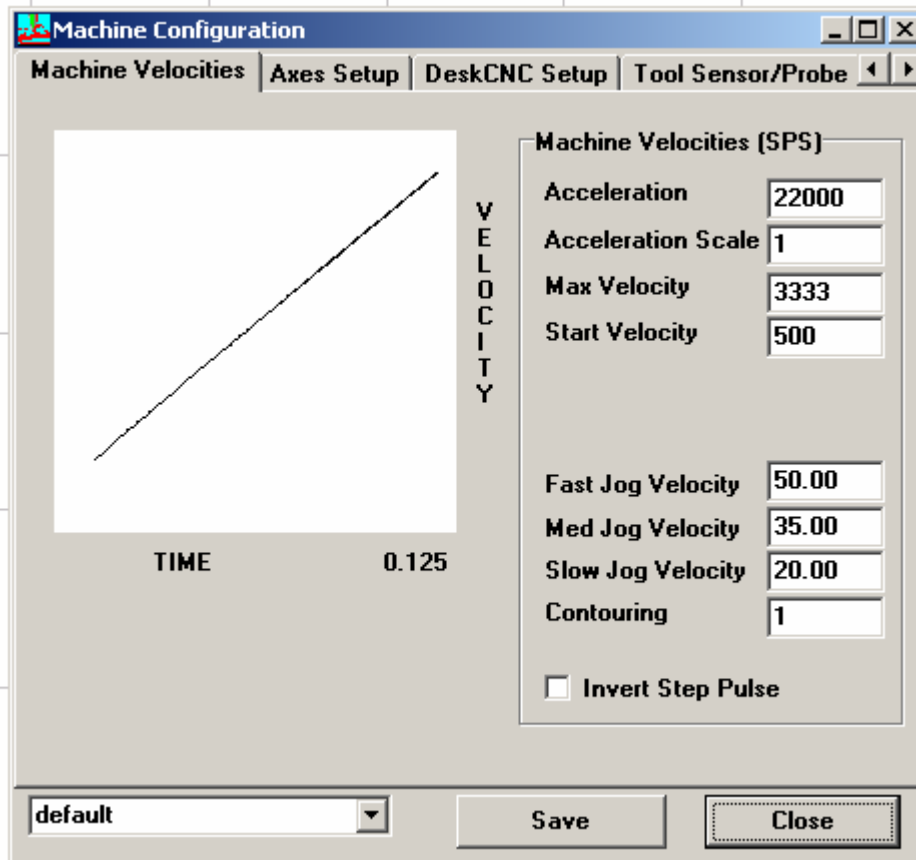 Machine Configuration
Machine Velocities Axes Setup DeskCNC Setup Tool Sensor/Probe
Machine Velocities (SPS)
Acceleration 22000
Acceleration Scale 1
Max Velocity 3333
Start Velocity 500
VELOCITY
Fast Jog Velocity 50.00
Med Jog Velocity 35.00
TIME 0.125
Slow Jog Velocity 20.00
Contouring 1
Invert Step Pulse
default Save Close